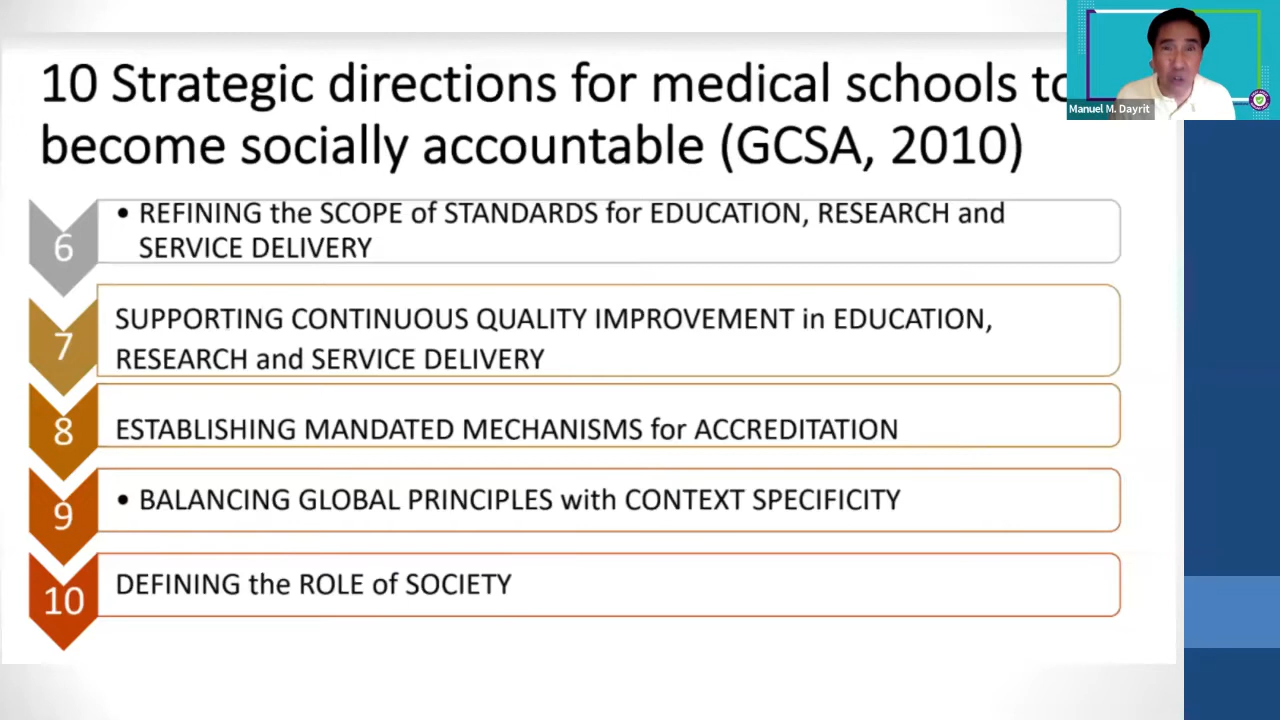 10 Strategic directions for medical schools to
become socially accountable (GCSA, 2010)
Manuel M. Dayrit
6
• REFINING the SCOPE of STANDARDS for EDUCATION, RESEARCH and
SERVICE DELIVERY
7
SUPPORTING CONTINUOUS QUALITY IMPROVEMENT in EDUCATION,
RESEARCH and SERVICE DELIVERY
8
ESTABLISHING MANDATED MECHANISMS for ACCREDITATION
9
• BALANCING GLOBAL PRINCIPLES with CONTEXT SPECIFICITY
10
DEFINING the ROLE of SOCIETY